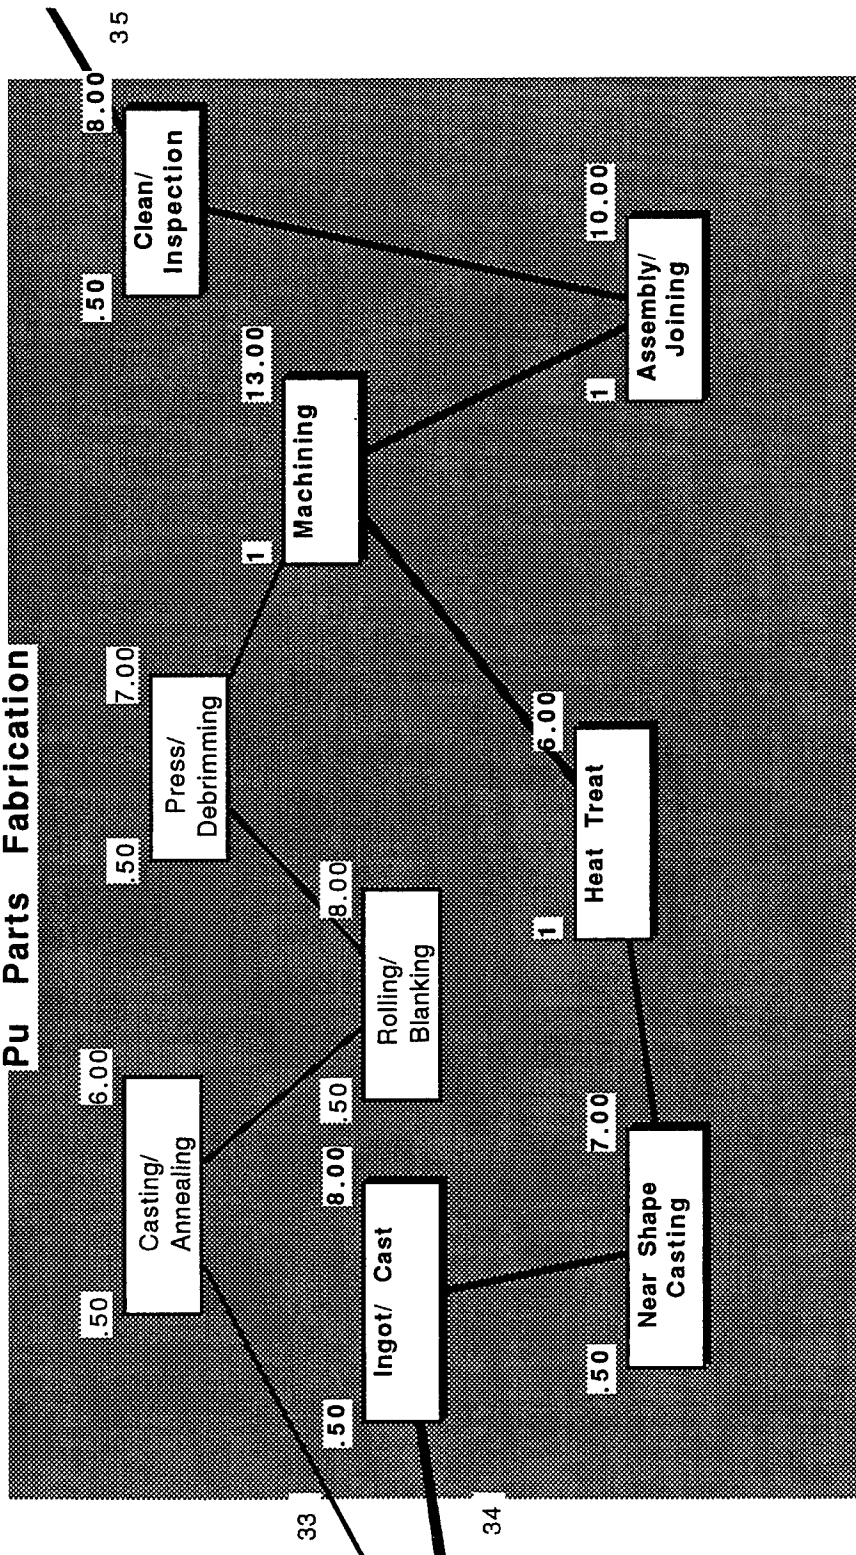 Pu Parts Fabrication
.50
6.00
Casting/
Annealing
.50
7.00
Press/
Debrimming
.50
8.00
Clean/
Inspection
35
33
.50
8.00
Ingot/ Cast
.50
8.00
Rolling/
Blanking
1
13.00
Machining
34
.50
7.00
Near Shape
Casting
1
6.00
Heat Treat
1
10.00
Assembly/
Joining